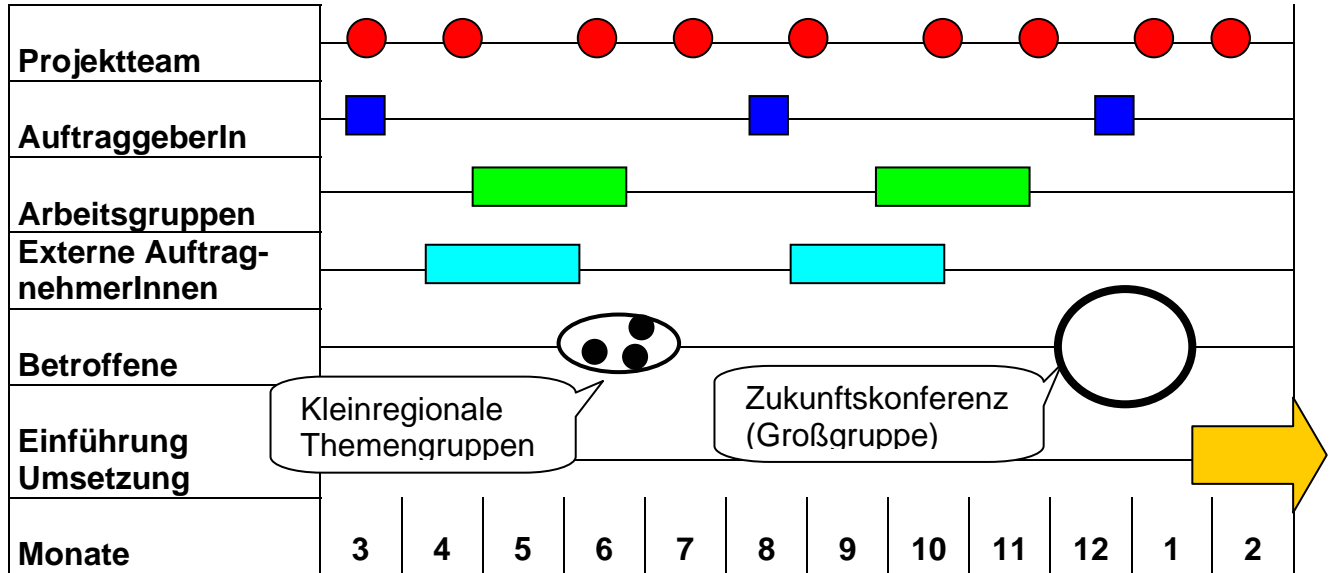 Projektteam
AuftraggeberIn
Arbeitsgruppen
Externe Auftrag-
nehmerInnen
Betroffene
Kleinregionale
Themengruppen
Zukunftskonferenz
(Großgruppe)
Einführung
Umsetzung
Monate 3 4 5 6 7 8 9 10 11 12 1 2